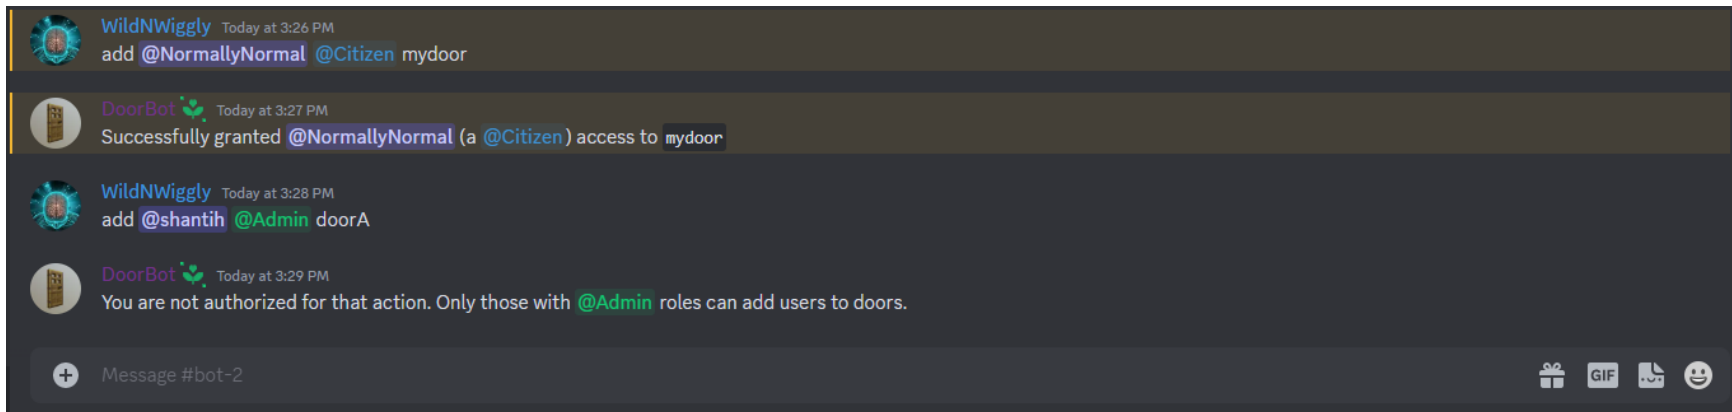 WildNWiggly Today at 3:26 PM
add @NormallyNormal @Citizen mydoor
DoorBot Today at 3:27 PM
Successfully granted @NormallyNormal (a @Citizen) access to mydoor
WildNWiggly Today at 3:28 PM
add @shantih @Admin doorA
DoorBot Today at 3:29 PM
You are not authorized for that action. Only those with @Admin roles can add users to doors.
Message #bot-2 GIF